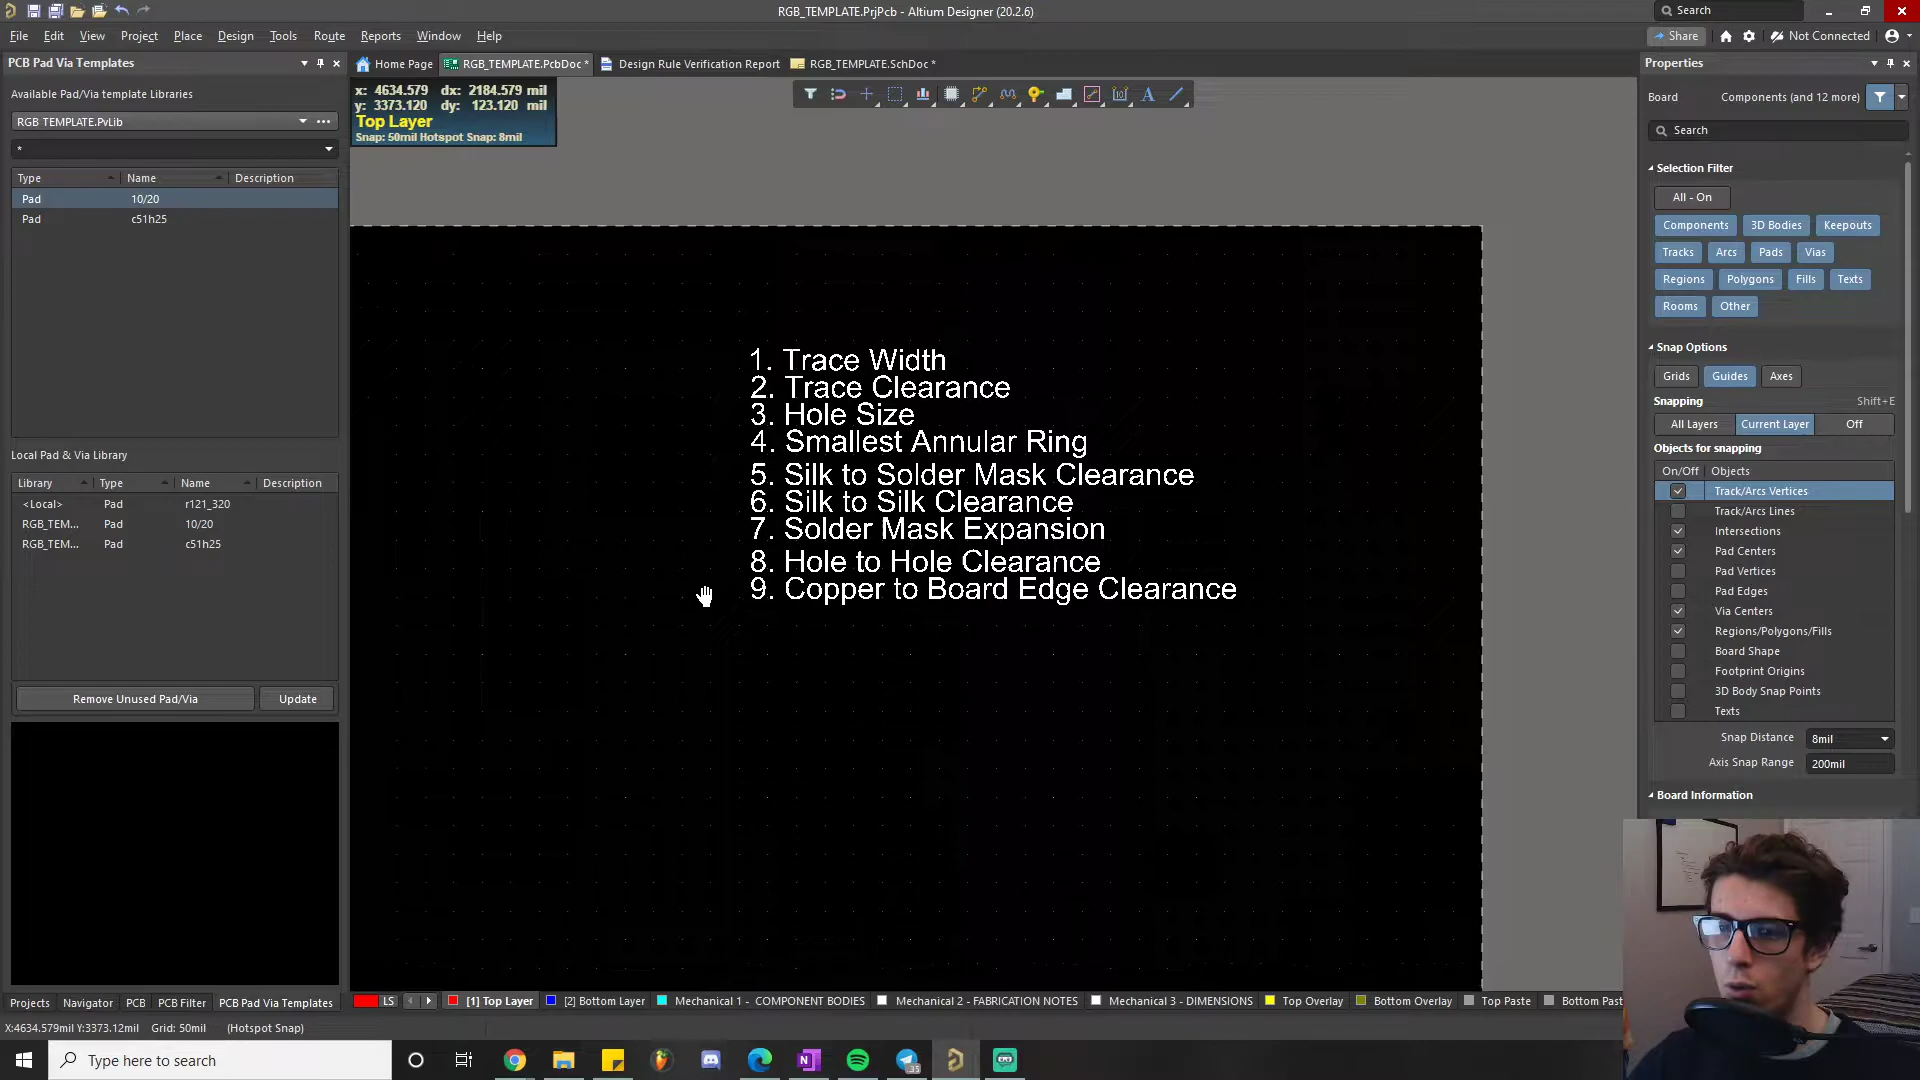 RGB_TEMPLATE.PrjPcb - Altium Designer (20.2.6)
Search
File Edit View Project Place Design Tools Route Reports Window Help
Share
Not Connected
PCB Pad Via Templates
Home Page
RGB_TEMPLATE.PcbDoc *
Design Rule Verification Report
RGB_TEMPLATE.SchDoc *
Properties
Available Pad/Via template Libraries
RGB_TEMPLATE.PvLib
*
Type Name Description
Pad 10/20
Pad c51h25
Local Pad & Via Library
Library Type Name Description
<Local> Pad r121_320
RGB_TEM... Pad 10/20
RGB_TEM... Pad c51h25
Remove Unused Pad/Via
Update
Projects Navigator PCB PCB Filter PCB Pad Via Templates
x: 4634.579 dx: 2184.579 mil
y: 3373.120 dy: 123.120 mil
Top Layer
Snap: 50mil Hotspot Snap: 8mil
1. Trace Width
2. Trace Clearance
3. Hole Size
4. Smallest Annular Ring
5. Silk to Solder Mask Clearance
6. Silk to Silk Clearance
7. Solder Mask Expansion
8. Hole to Hole Clearance
9. Copper to Board Edge Clearance
Board Components (and 12 more)
Search
Selection Filter
All - On
Components 3D Bodies Keepouts
Tracks Arcs Pads Vias
Regions Polygons Fills Texts
Rooms Other
Snap Options
Grids Guides Axes
Snapping Shift+E
All Layers Current Layer Off
Objects for snapping
On/Off Objects
Track/Arcs Vertices
Track/Arcs Lines
Intersections
Pad Centers
Pad Vertices
Pad Edges
Via Centers
Regions/Polygons/Fills
Board Shape
Footprint Origins
3D Body Snap Points
Texts
Snap Distance 8mil
Axis Snap Range 200mil
Board Information
LS
[1] Top Layer
[2] Bottom Layer
Mechanical 1 - COMPONENT BODIES
Mechanical 2 - FABRICATION NOTES
Mechanical 3 - DIMENSIONS
Top Overlay
Bottom Overlay
Top Paste
Bottom Past
X:4634.579mil Y:3373.12mil Grid: 50mil (Hotspot Snap)
Type here to search